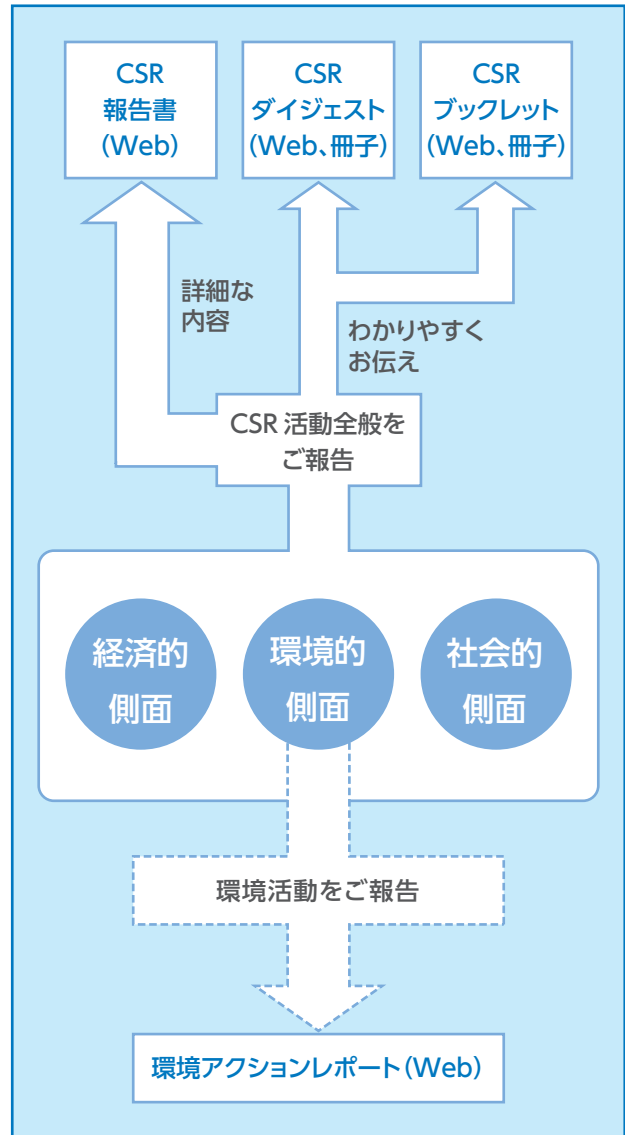 CSR
報告書
(Web)
CSR
ダイジェスト
(Web、冊子)
CSR
ブックレット
(Web、冊子)
詳細な
内容
わかりやすく
お伝え
CSR 活動全般を
ご報告
経済的
側面
環境的
側面
社会的
側面
環境活動をご報告
環境アクションレポート(Web)